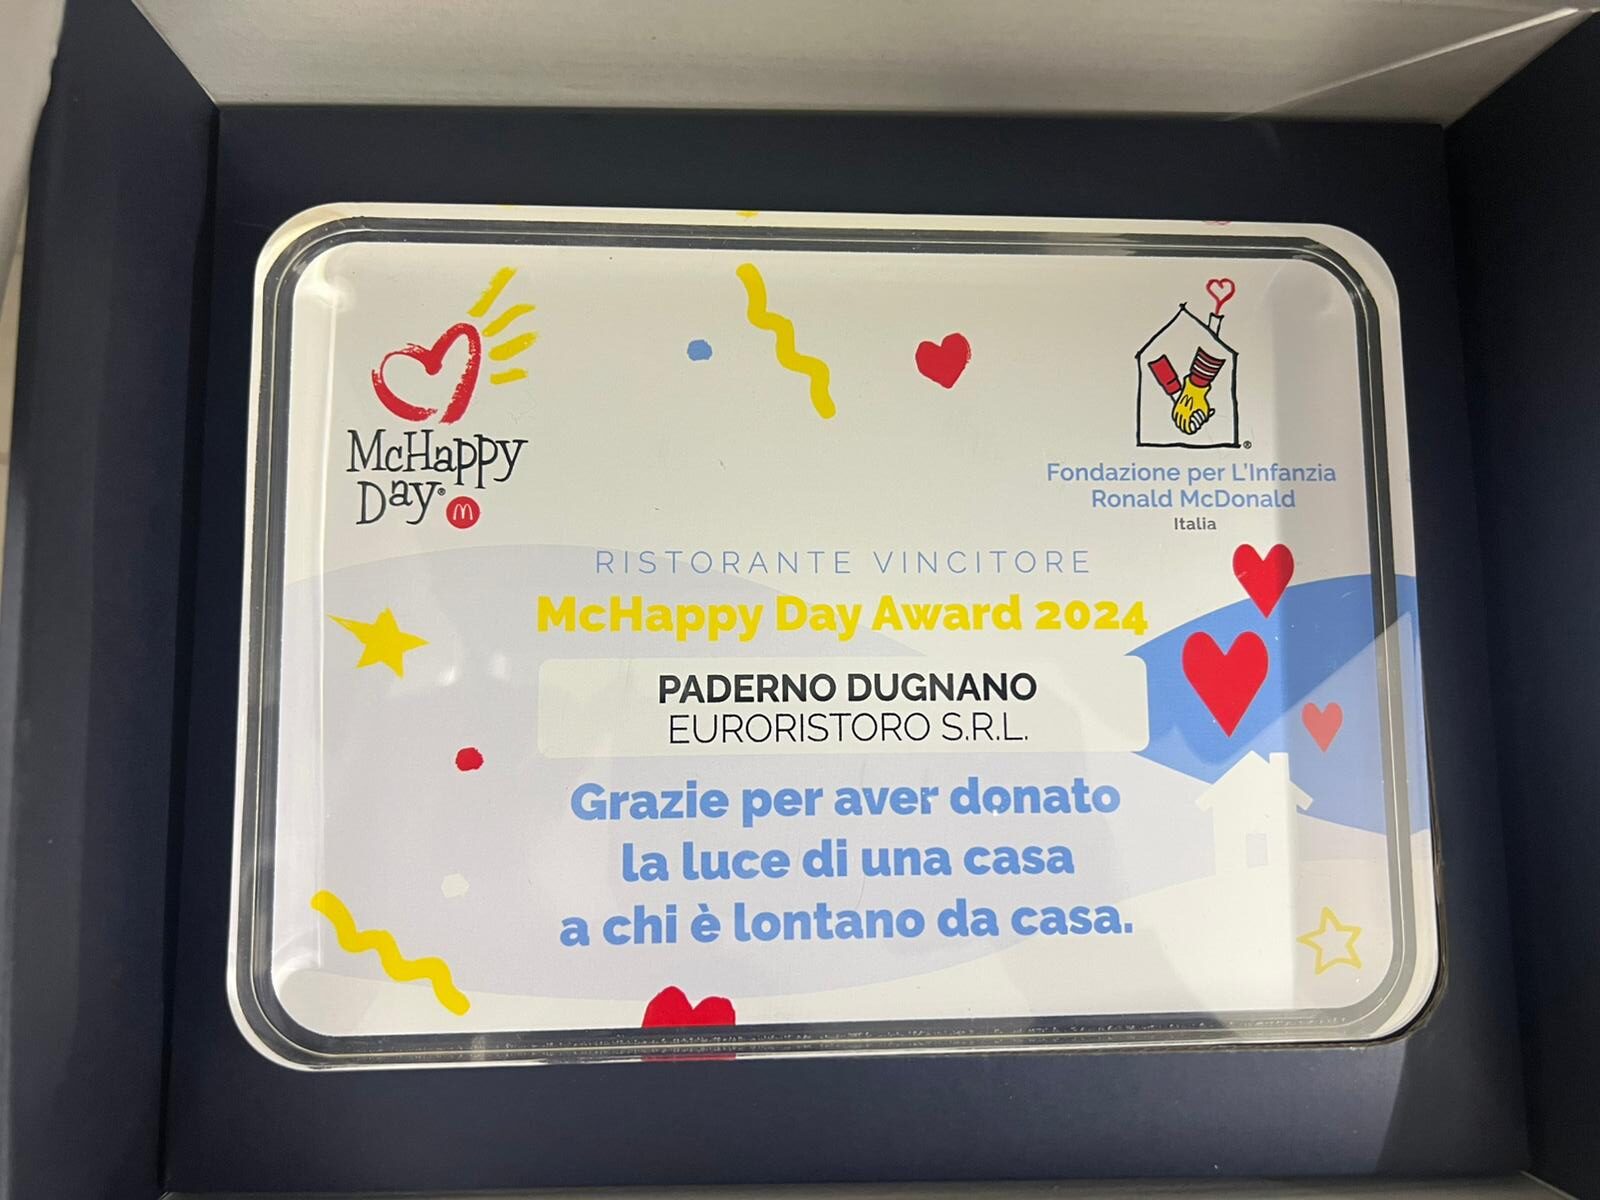 McHappy
Day®
Fondazione per L'Infanzia
Ronald McDonald
Italia
RISTORANTE VINCITORE
McHappy Day Award 2024
PADERNO DUGNANO
EURORISTORO S.R.L.
Grazie per aver donato
la luce di una casa
a chi è lontano da casa.